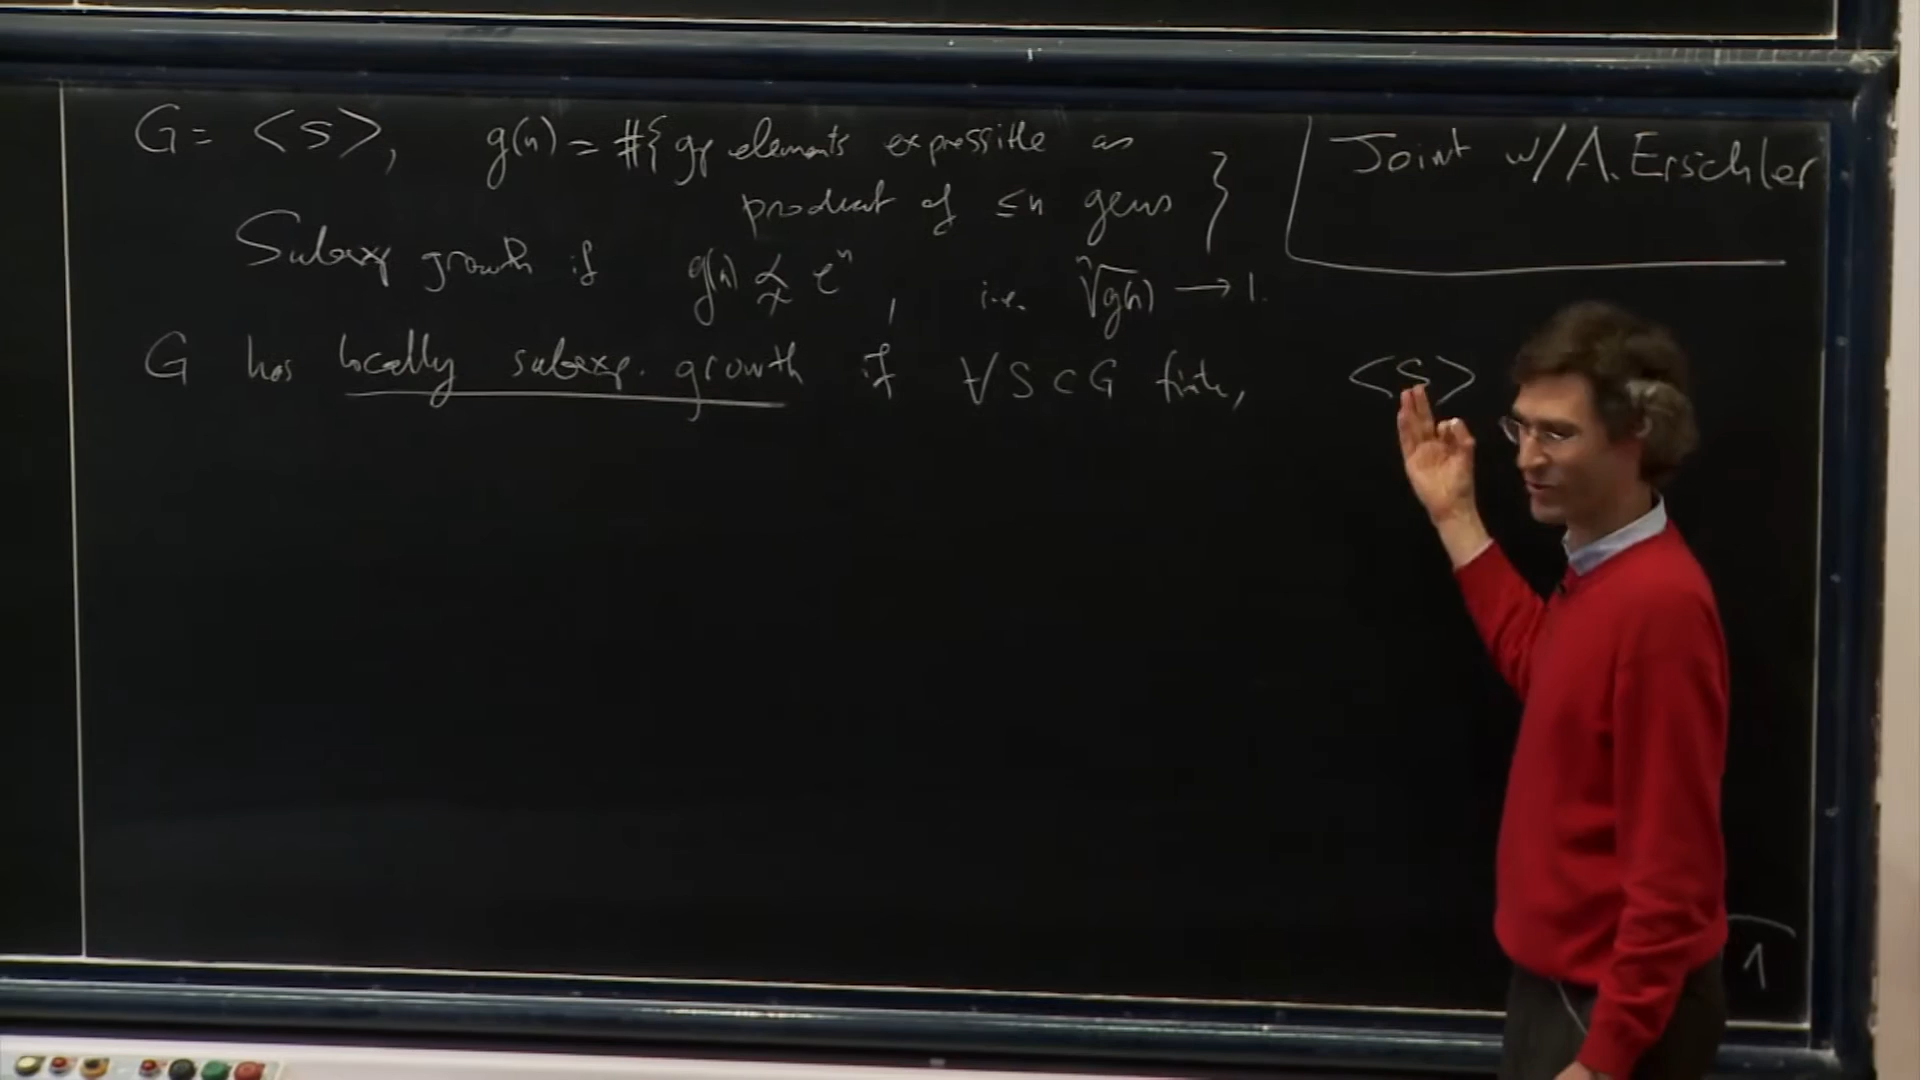 G = <S>, g(n) = #{ gp elements expressible as
product of ≤n gens }
Joint w/ A. Erschler
Subexp growth if g(n) ⋨ eⁿ, i.e. ⁿ√g(n) → 1.
G has locally subexp. growth if ∀ S ⊂ G finite, <S>
1